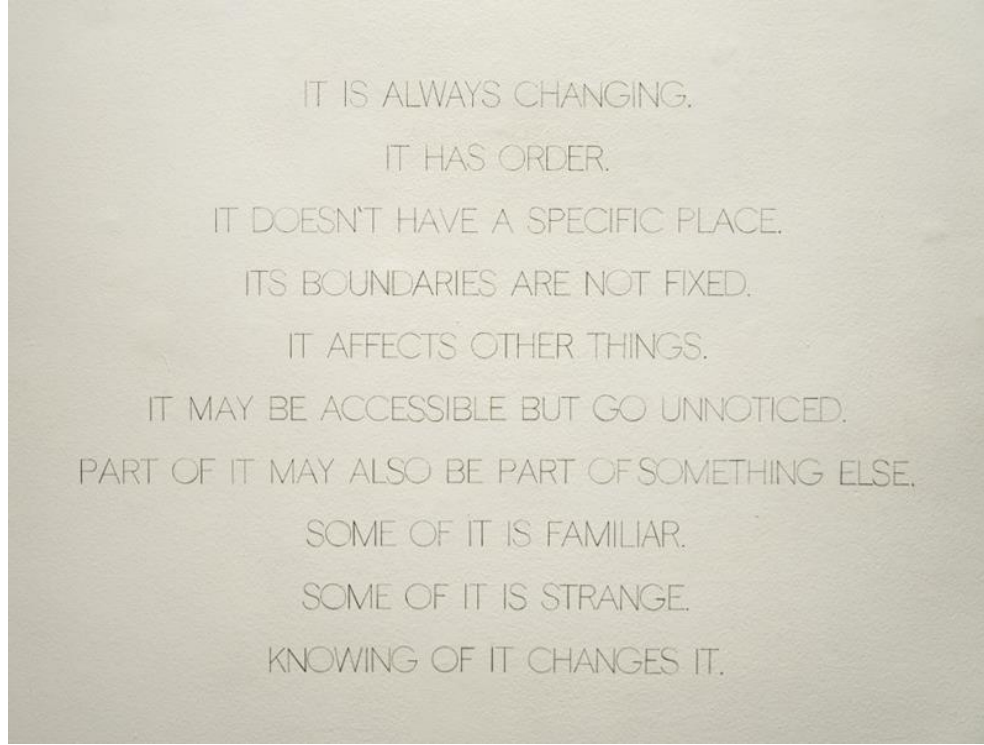 IT IS ALWAYS CHANGING.
IT HAS ORDER.
IT DOESN'T HAVE A SPECIFIC PLACE.
ITS BOUNDARIES ARE NOT FIXED.
IT AFFECTS OTHER THINGS.
IT MAY BE ACCESSIBLE BUT GO UNNOTICED.
PART OF IT MAY ALSO BE PART OF SOMETHING ELSE.
SOME OF IT IS FAMILIAR.
SOME OF IT IS STRANGE.
KNOWING OF IT CHANGES IT.